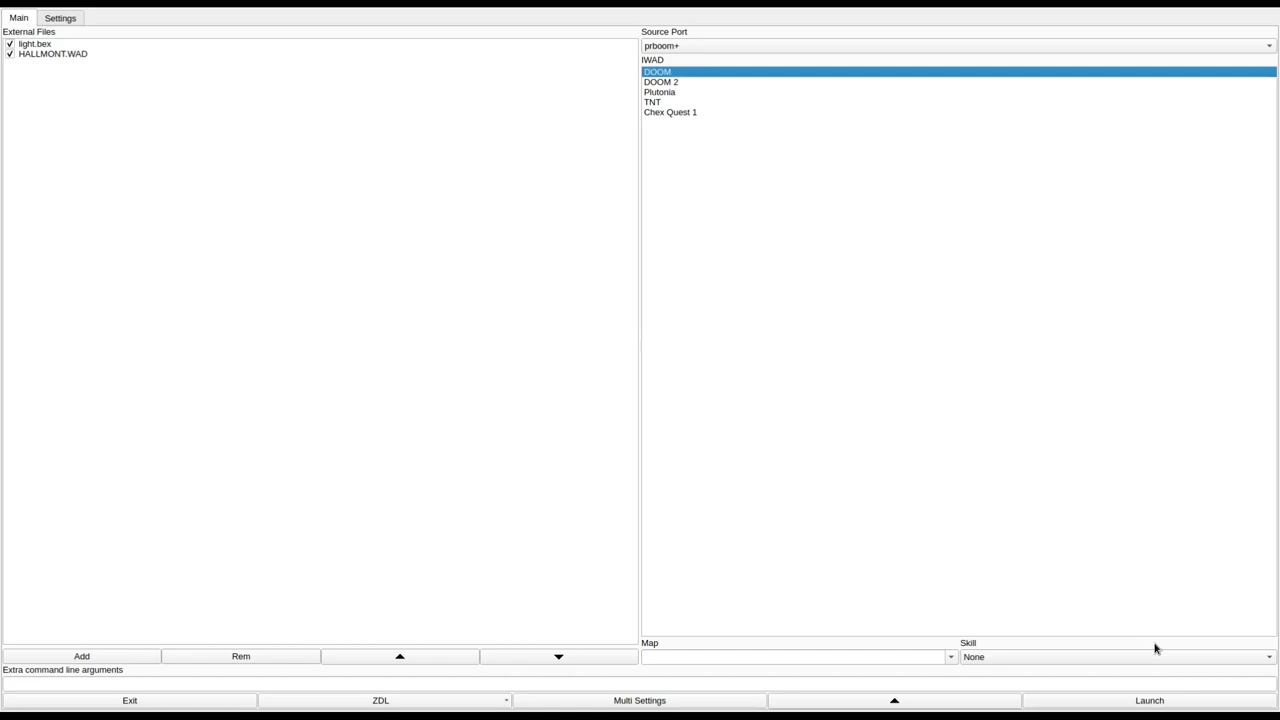 Main
Settings
External Files
light.bex
HALLMONT.WAD
Source Port
prboom+
IWAD
DOOM
DOOM 2
Plutonia
TNT
Chex Quest 1
Map
Skill
None
Add
Rem
Extra command line arguments
Exit
ZDL
Multi Settings
Launch